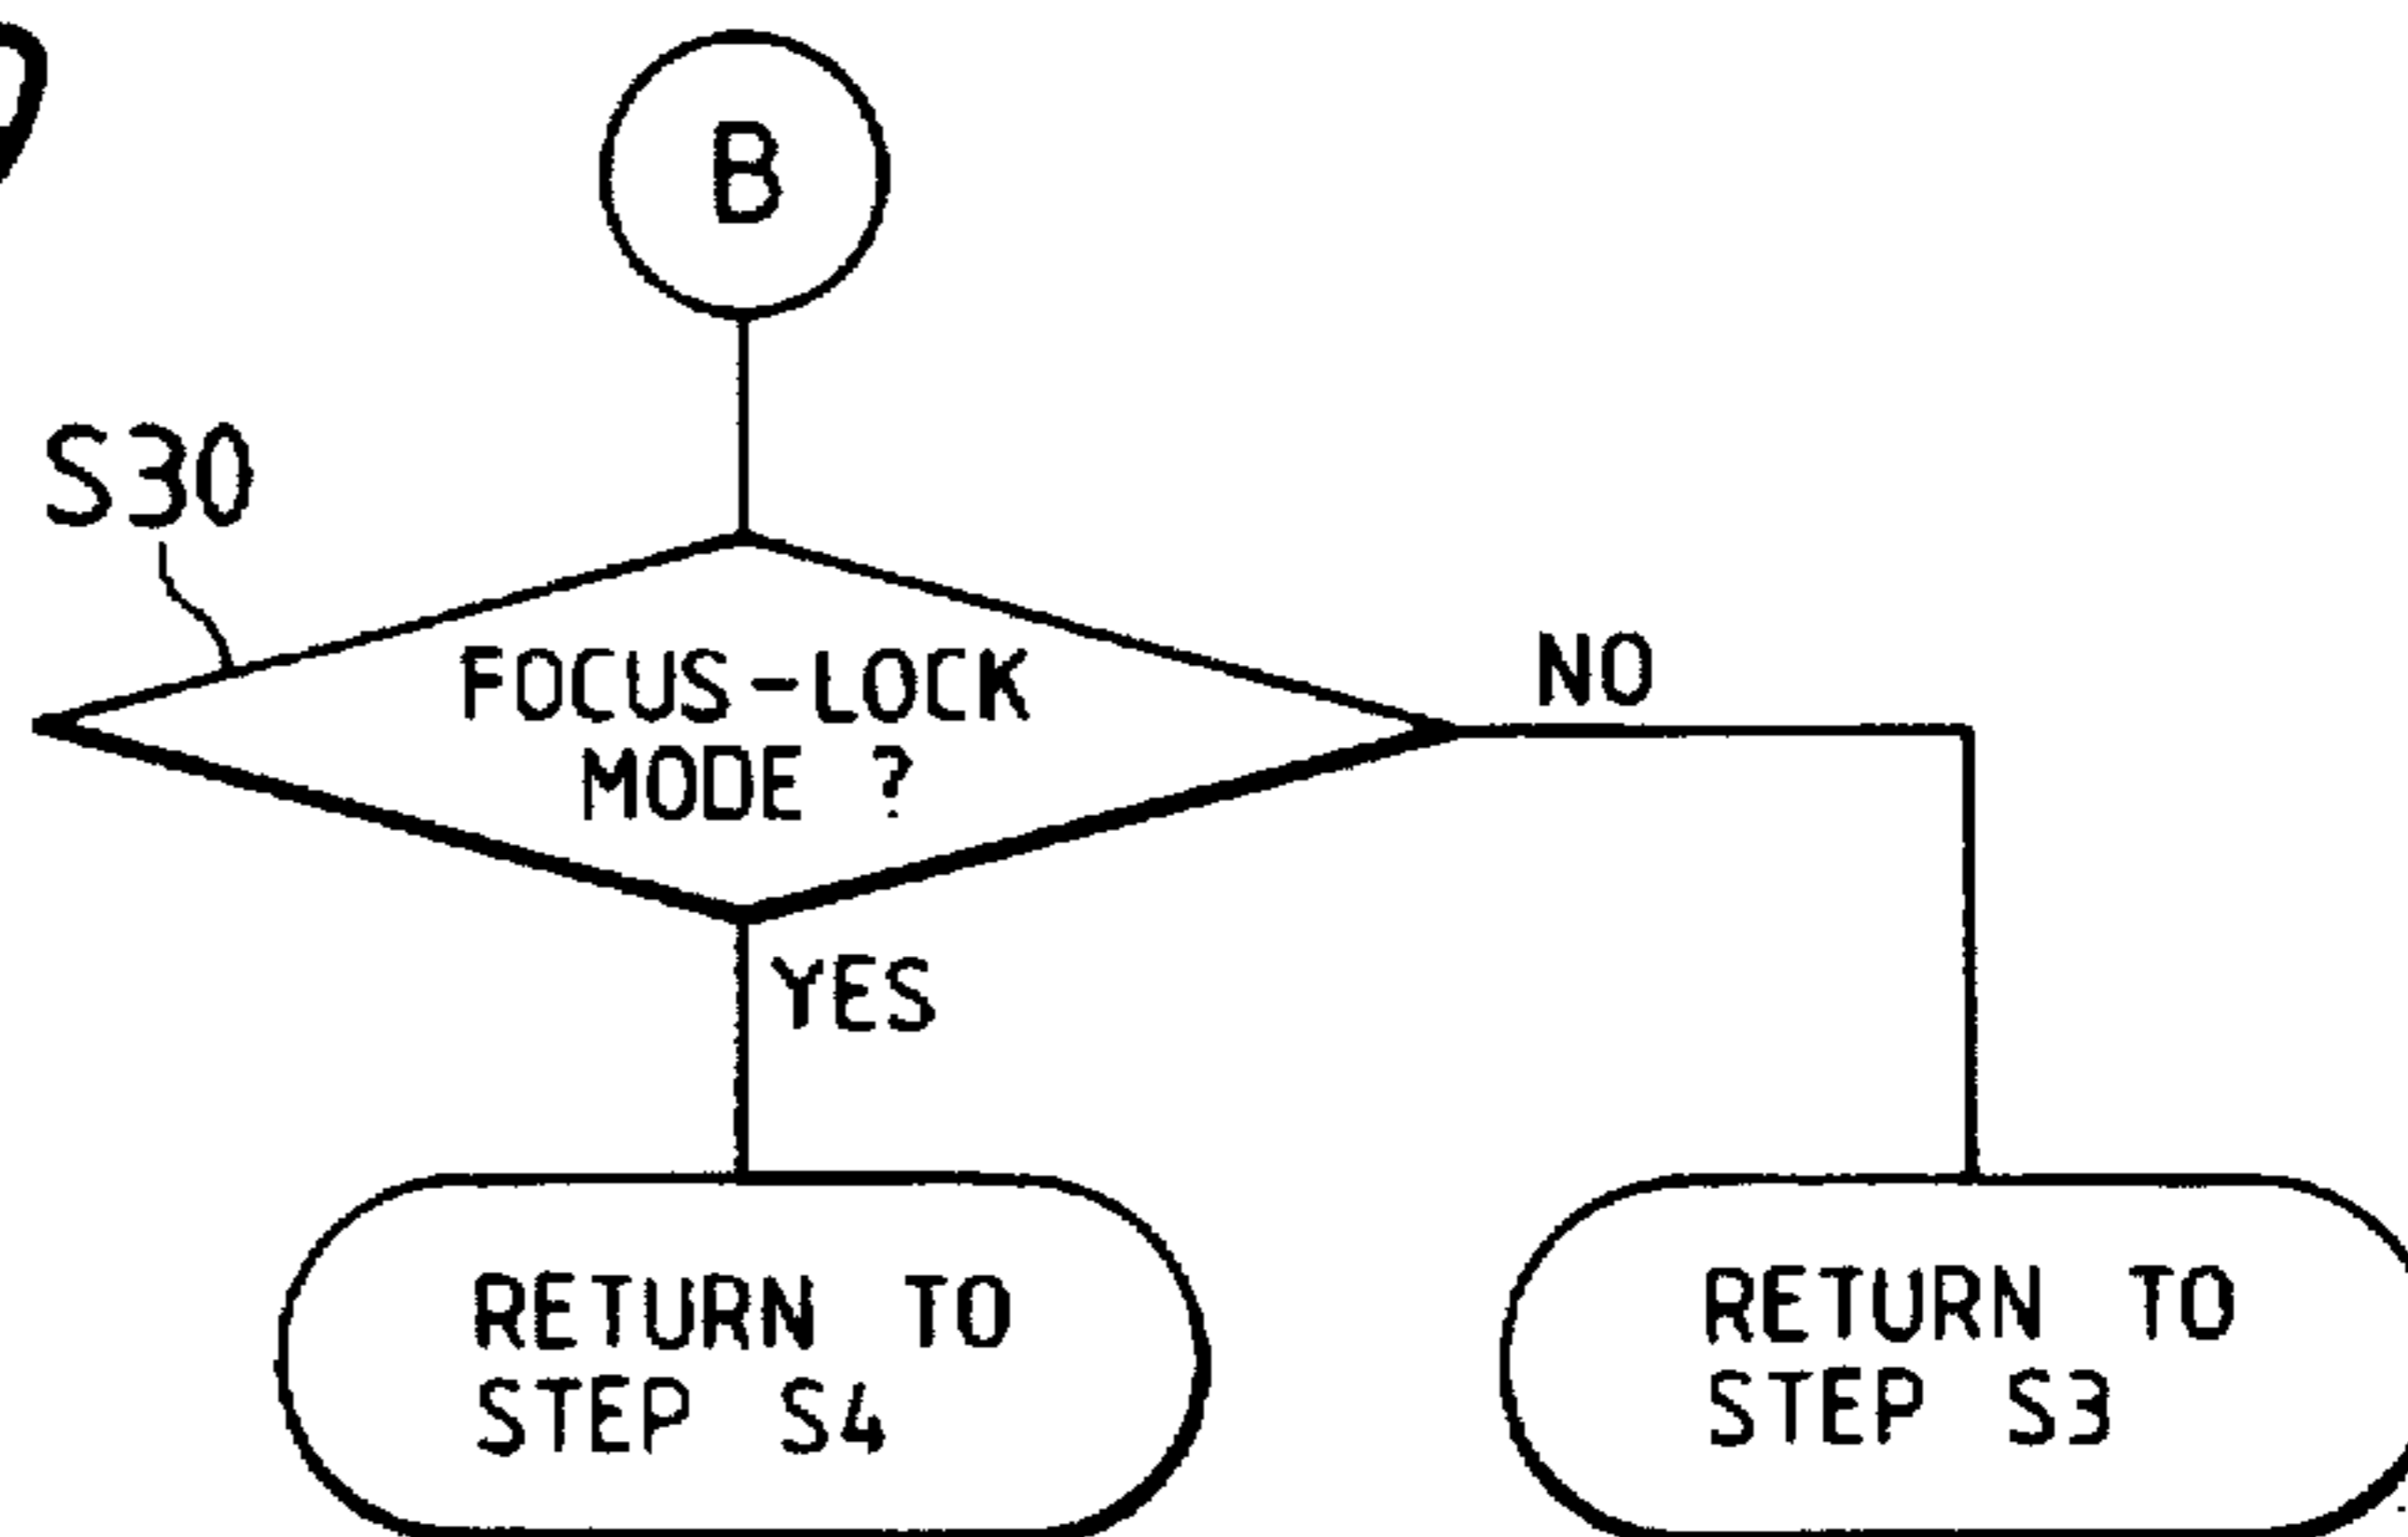 B
S30
FOCUS-LOCK
MODE ?
NO
YES
RETURN TO
STEP S4
RETURN TO
STEP S3